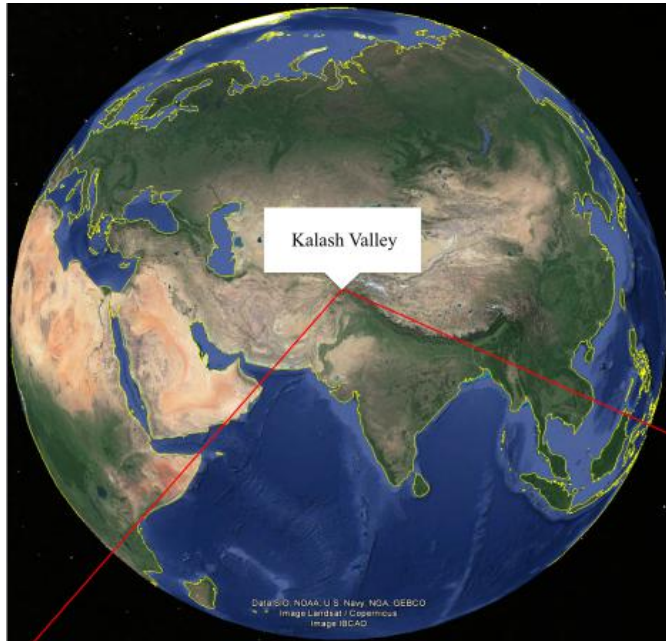 Kalash Valley
Data SIO, NOAA, U.S. Navy, NGA, GEBCO
Image Landsat / Copernicus
Image IBCAO